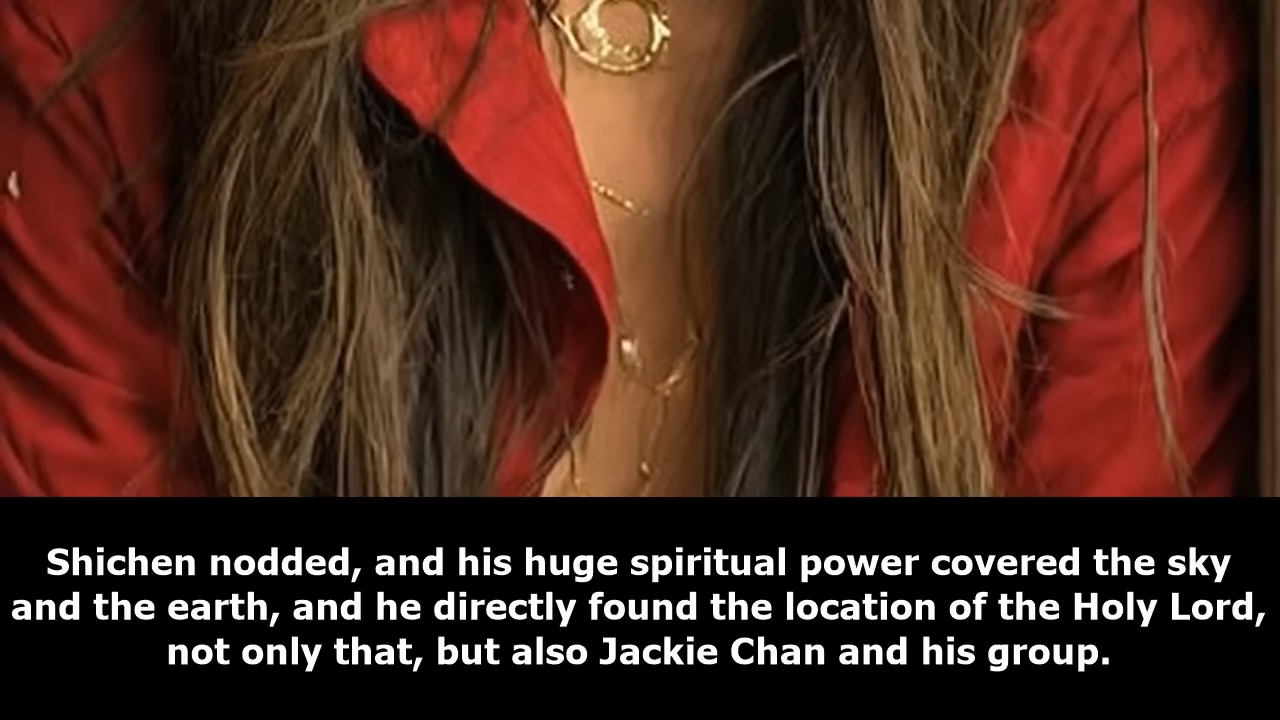 Shichen nodded, and his huge spiritual power covered the sky
and the earth, and he directly found the location of the Holy Lord,
not only that, but also Jackie Chan and his group.